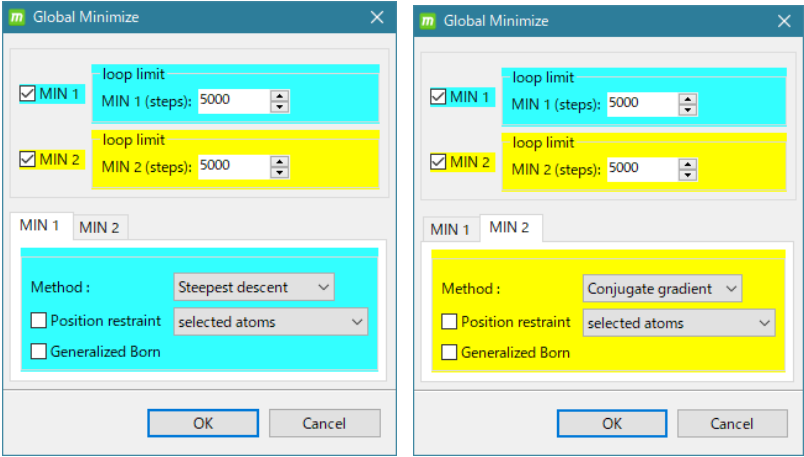 m Global Minimize
loop limit
MIN 1
MIN 1 (steps): 5000
loop limit
MIN 2
MIN 2 (steps): 5000
MIN 1 MIN 2
Method : Steepest descent
Position restraint selected atoms
Generalized Born
OK Cancel
m Global Minimize
loop limit
MIN 1
MIN 1 (steps): 5000
loop limit
MIN 2
MIN 2 (steps): 5000
MIN 1 MIN 2
Method : Conjugate gradient
Position restraint selected atoms
Generalized Born
OK Cancel